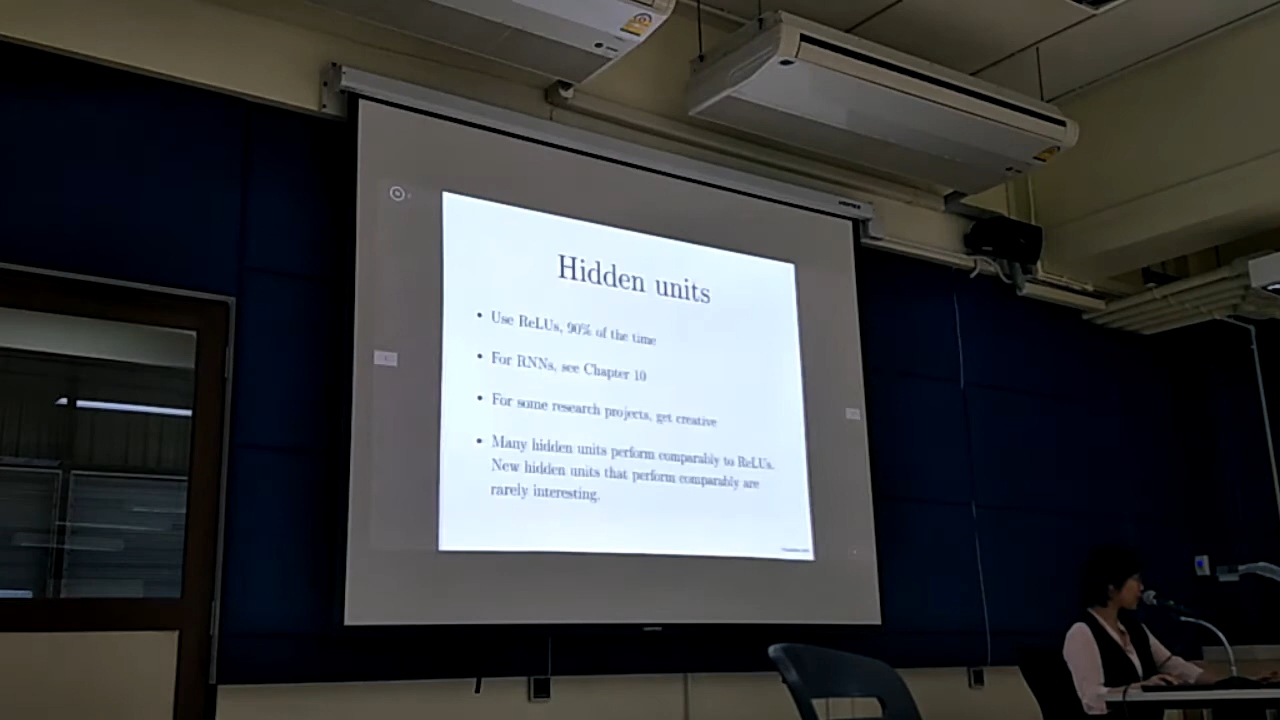 Hidden units
• Use ReLUs, 90% of the time
• For RNNs, see Chapter 10
• For some research projects, get creative
• Many hidden units perform comparably to ReLUs.
New hidden units that perform comparably are
rarely interesting.